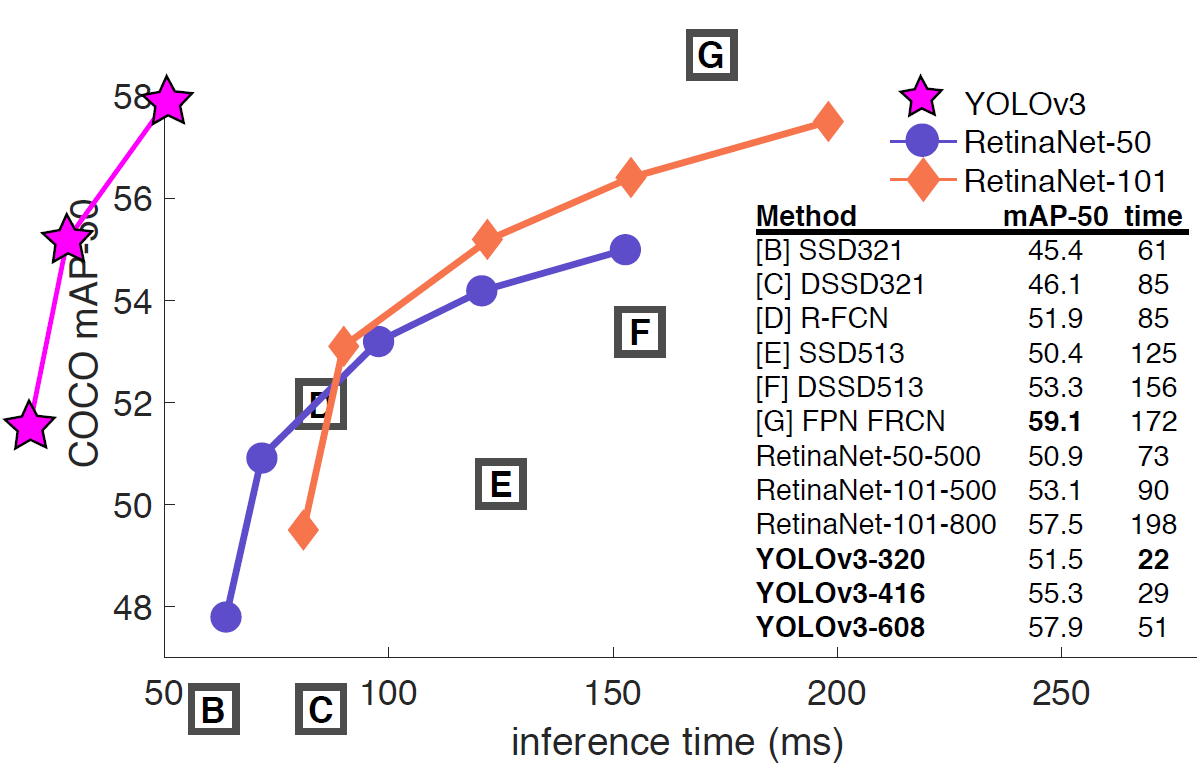 G
58
56
54
52
50
48
COCO mAP-50
F
D
E
YOLOv3
RetinaNet-50
RetinaNet-101
Method mAP-50 time
[B] SSD321 45.4 61
[C] DSSD321 46.1 85
[D] R-FCN 51.9 85
[E] SSD513 50.4 125
[F] DSSD513 53.3 156
[G] FPN FRCN 59.1 172
RetinaNet-50-500 50.9 73
RetinaNet-101-500 53.1 90
RetinaNet-101-800 57.5 198
YOLOv3-320 51.5 22
YOLOv3-416 55.3 29
YOLOv3-608 57.9 51
50 100 150 200 250
B C
inference time (ms)